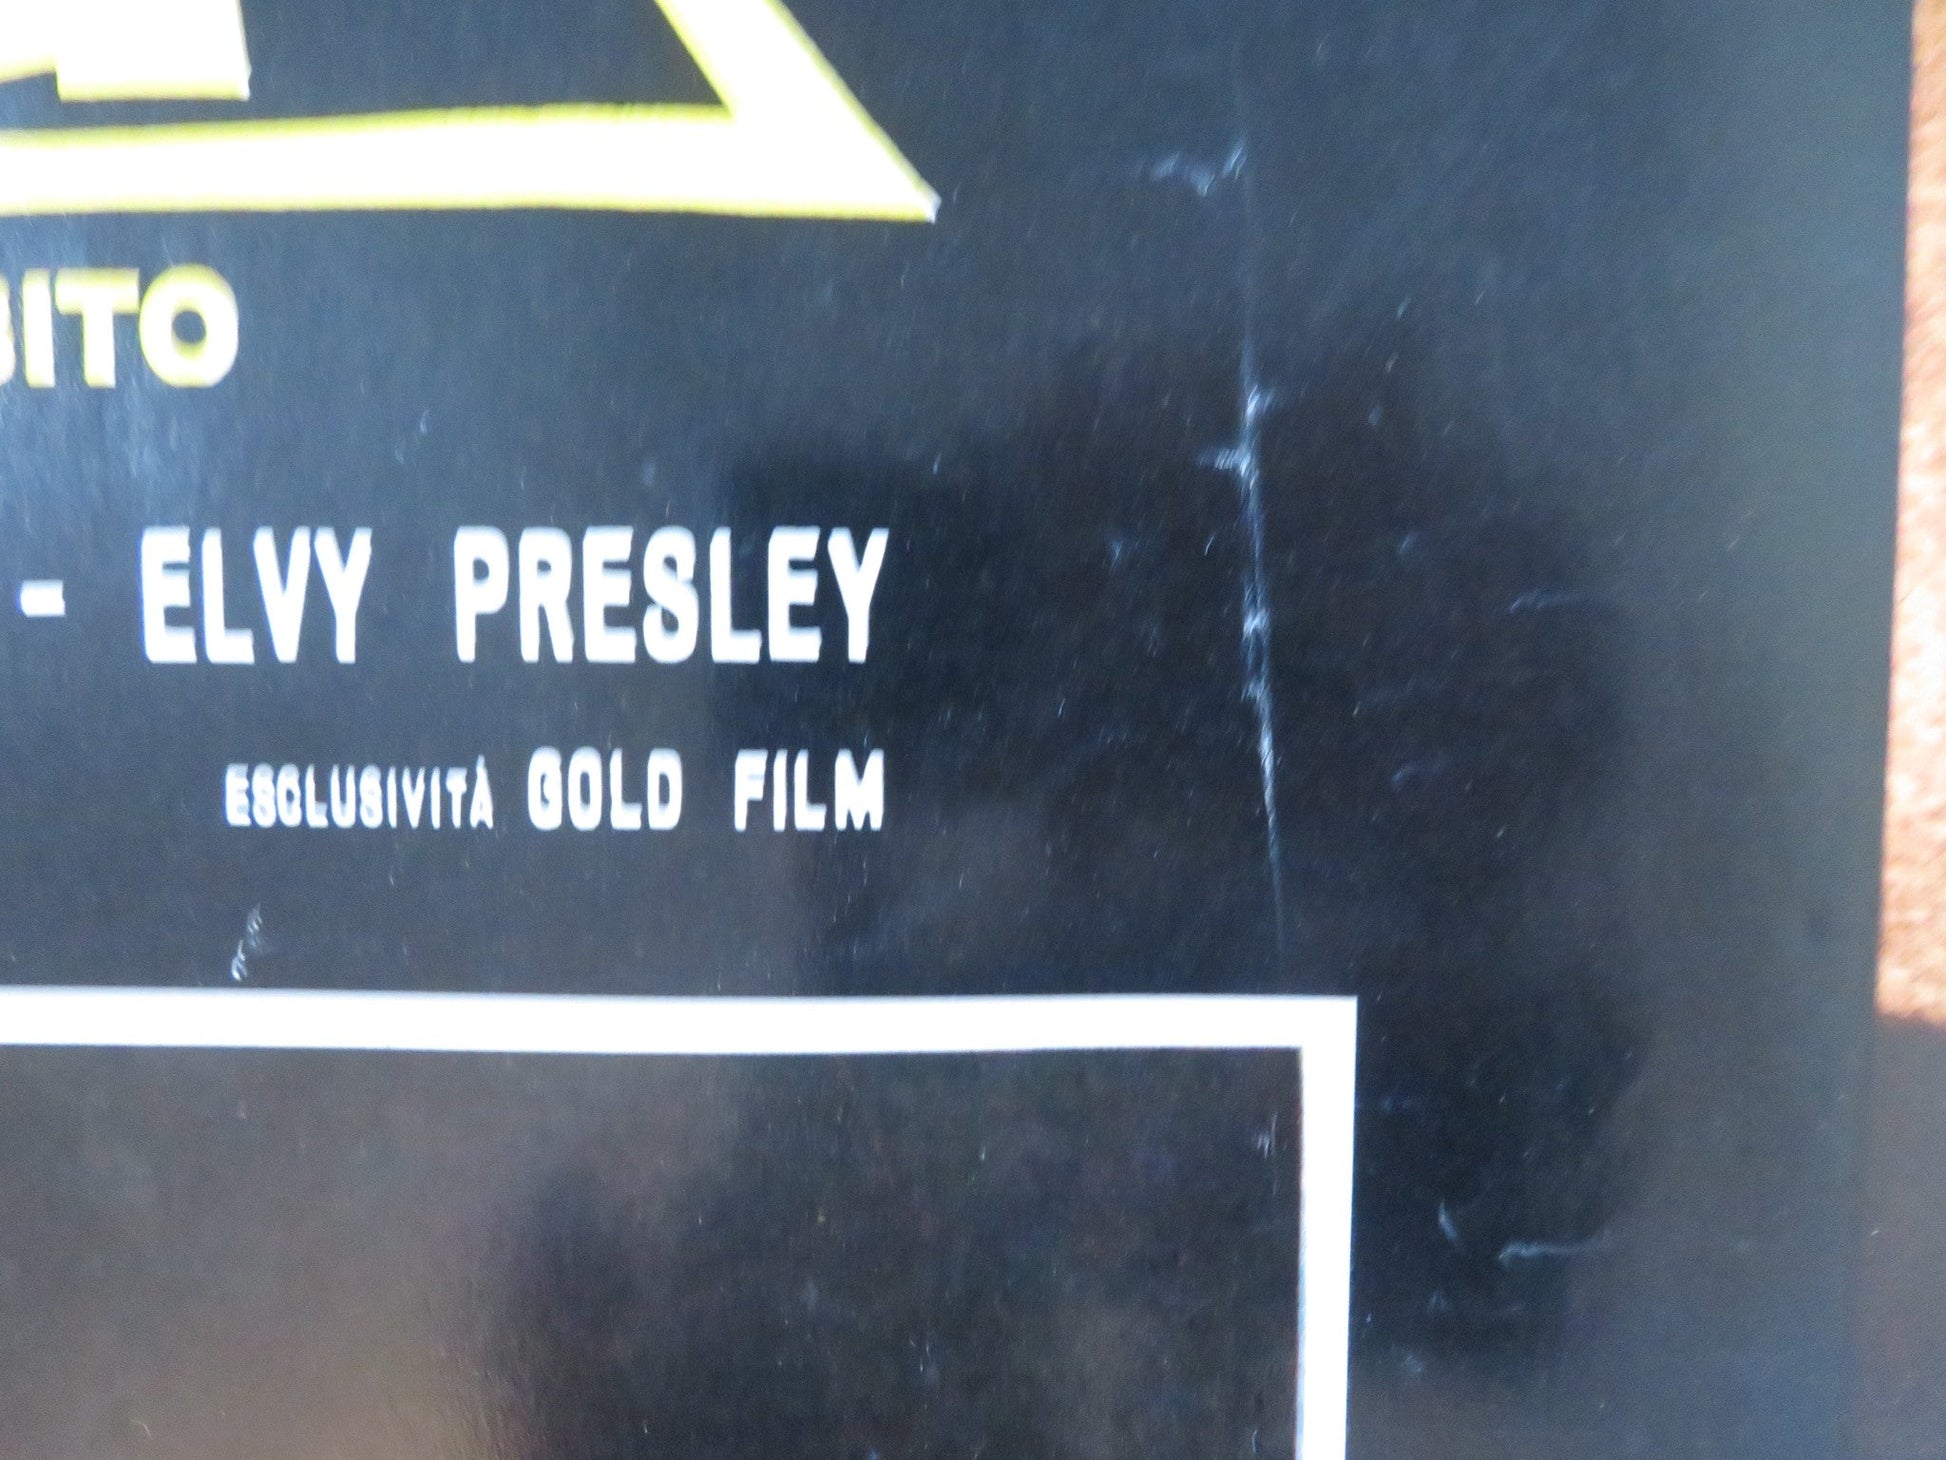 BITO
- ELVY PRESLEY
ESCLUSIVITÀ GOLD FILM